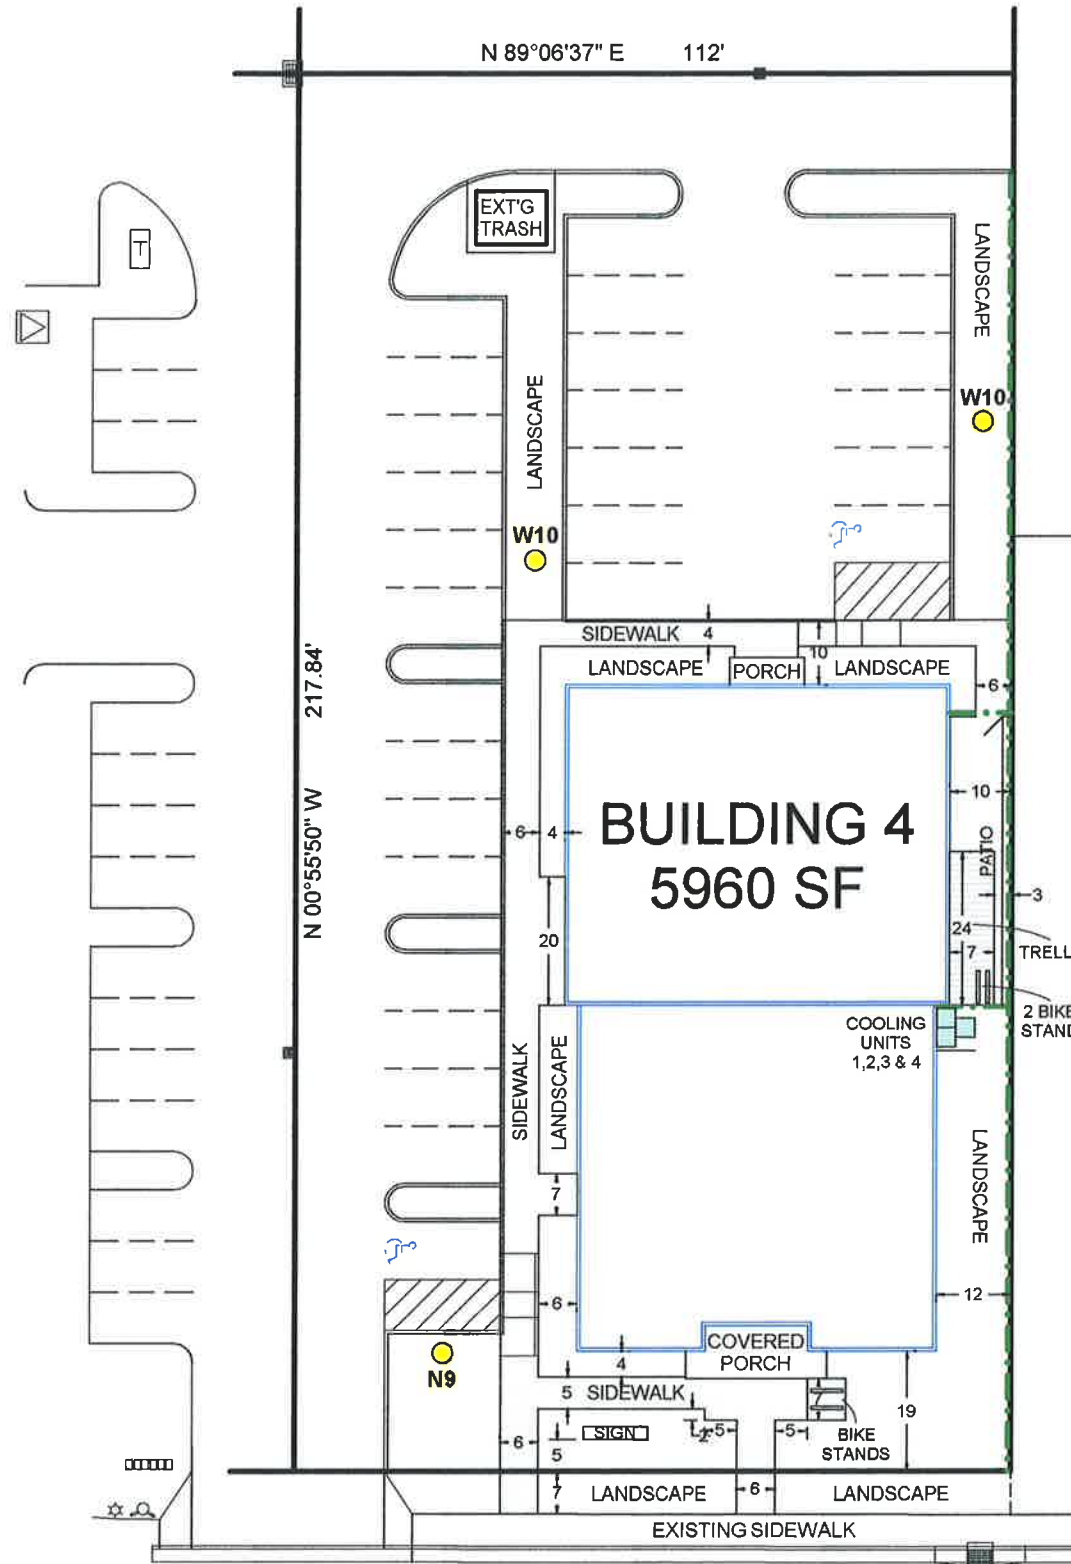 N 89°06'37" E 112'
EXT'G
TRASH
T
LANDSCAPE
LANDSCAPE
W10
W10
SIDEWALK
4
10
LANDSCAPE
PORCH
LANDSCAPE
6
N 00°55'50" W 217.84'
BUILDING 4
5960 SF
6
4
10
PATIO
3
20
24
7
TRELL
2 BIKE
STAND
COOLING
UNITS
1,2,3 & 4
SIDEWALK
LANDSCAPE
LANDSCAPE
7
6
12
COVERED
PORCH
N9
4
5
SIDEWALK
7
19
SIGN
2
5
5
BIKE
STANDS
6
5
7
LANDSCAPE
6
LANDSCAPE
EXISTING SIDEWALK